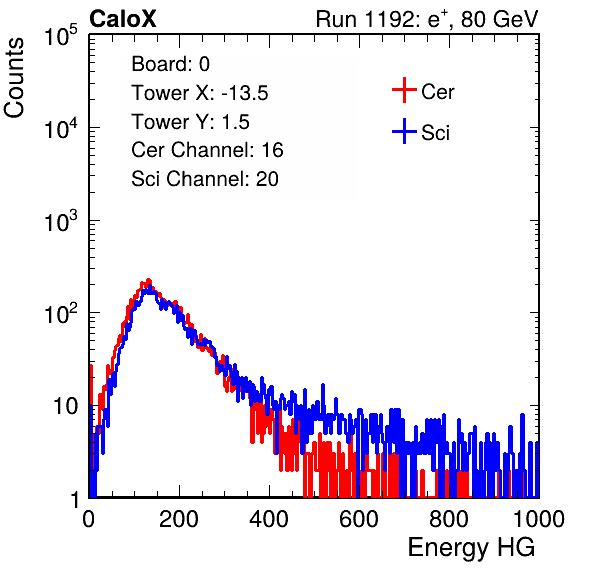 CaloX Run 1192: e⁺, 80 GeV
Counts
Board: 0
Tower X: -13.5
Tower Y: 1.5
Cer Channel: 16
Sci Channel: 20
Cer
Sci
10⁵
10⁴
10³
10²
10
1
0 200 400 600 800 1000
Energy HG